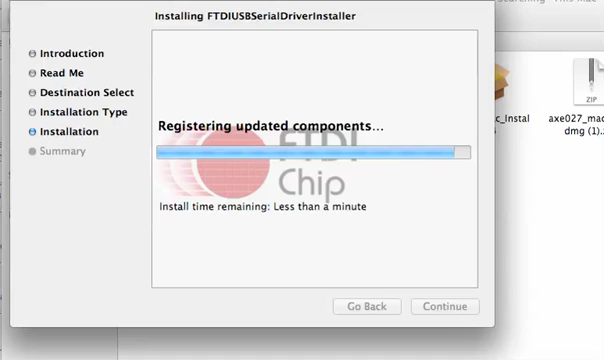 Installing FTDIUSBSerialDriverInstaller
Introduction
Read Me
Destination Select
Installation Type
Installation
Summary
Registering updated components...
FTDI
Chip
Install time remaining: Less than a minute
Go Back
Continue
ZIP
c_Instal
axe027_mac
dmg (1).